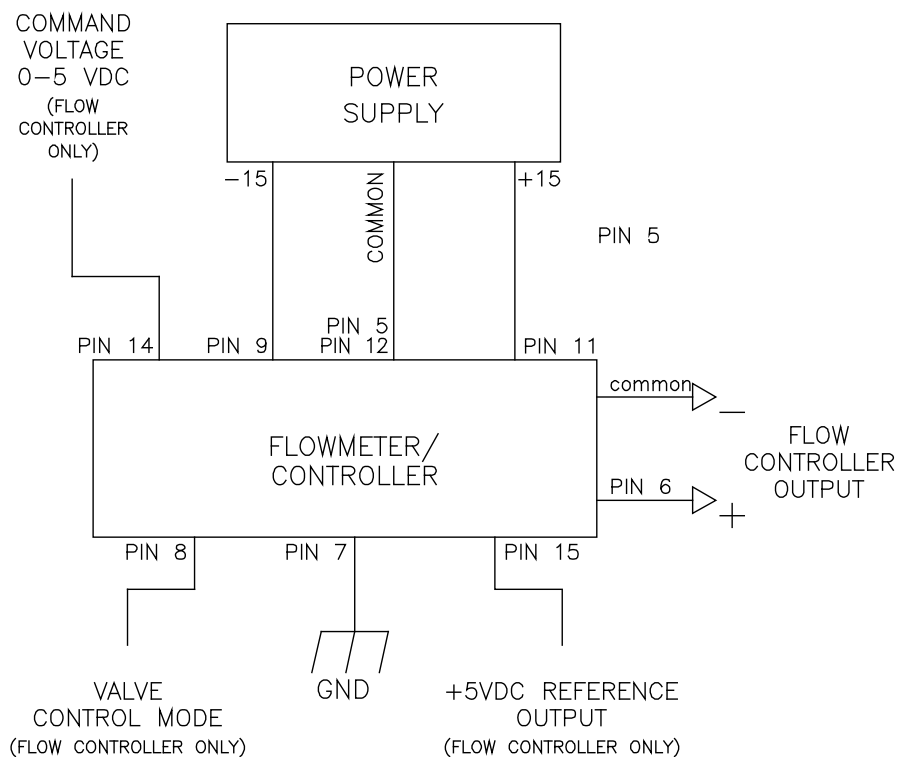 COMMAND
VOLTAGE
0-5 VDC
(FLOW
CONTROLLER
ONLY)
POWER
SUPPLY
-15
COMMON
+15
PIN 5
PIN 14
PIN 9
PIN 5
PIN 12
PIN 11
FLOWMETER/
CONTROLLER
common
−
FLOW
CONTROLLER
OUTPUT
PIN 6
+
PIN 8
PIN 7
PIN 15
VALVE
CONTROL MODE
(FLOW CONTROLLER ONLY)
GND
+5VDC REFERENCE
OUTPUT
(FLOW CONTROLLER ONLY)